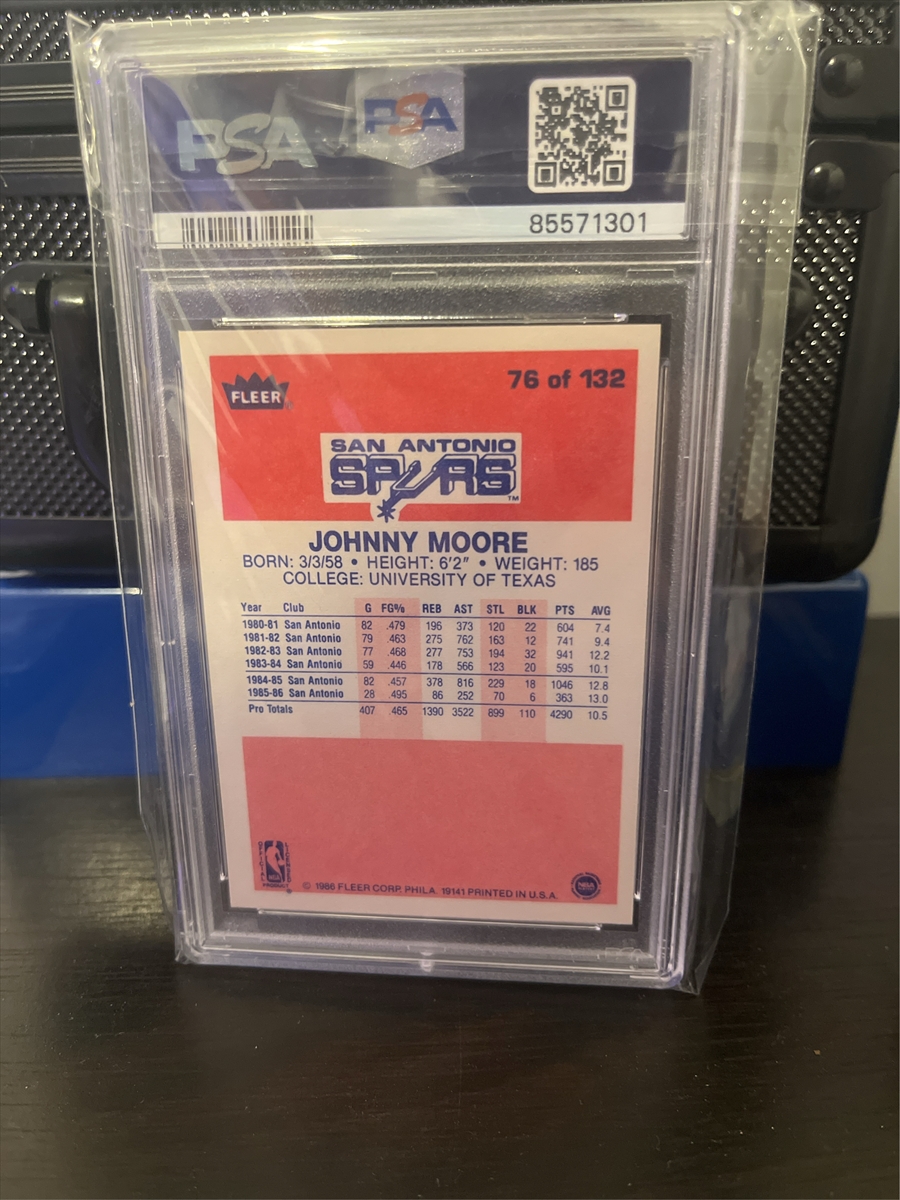 PSA PSA
85571301
FLEER
76 of 132
SAN ANTONIO
SPURS TM
JOHNNY MOORE
BORN: 3/3/58 • HEIGHT: 6'2" • WEIGHT: 185
COLLEGE: UNIVERSITY OF TEXAS
Year Club G FG% REB AST STL BLK PTS AVG
1980-81 San Antonio 82 .479 196 373 120 22 604 7.4
1981-82 San Antonio 79 .463 275 762 163 12 741 9.4
1982-83 San Antonio 77 .468 277 753 194 32 941 12.2
1983-84 San Antonio 59 .446 178 566 123 20 595 10.1
1984-85 San Antonio 82 .457 378 816 229 18 1046 12.8
1985-86 San Antonio 28 .495 86 252 70 6 363 13.0
Pro Totals 407 .465 1390 3522 899 110 4290 10.5
OFFICIAL NBA PRODUCT
© 1986 FLEER CORP. PHILA. 19141 PRINTED IN U.S.A.